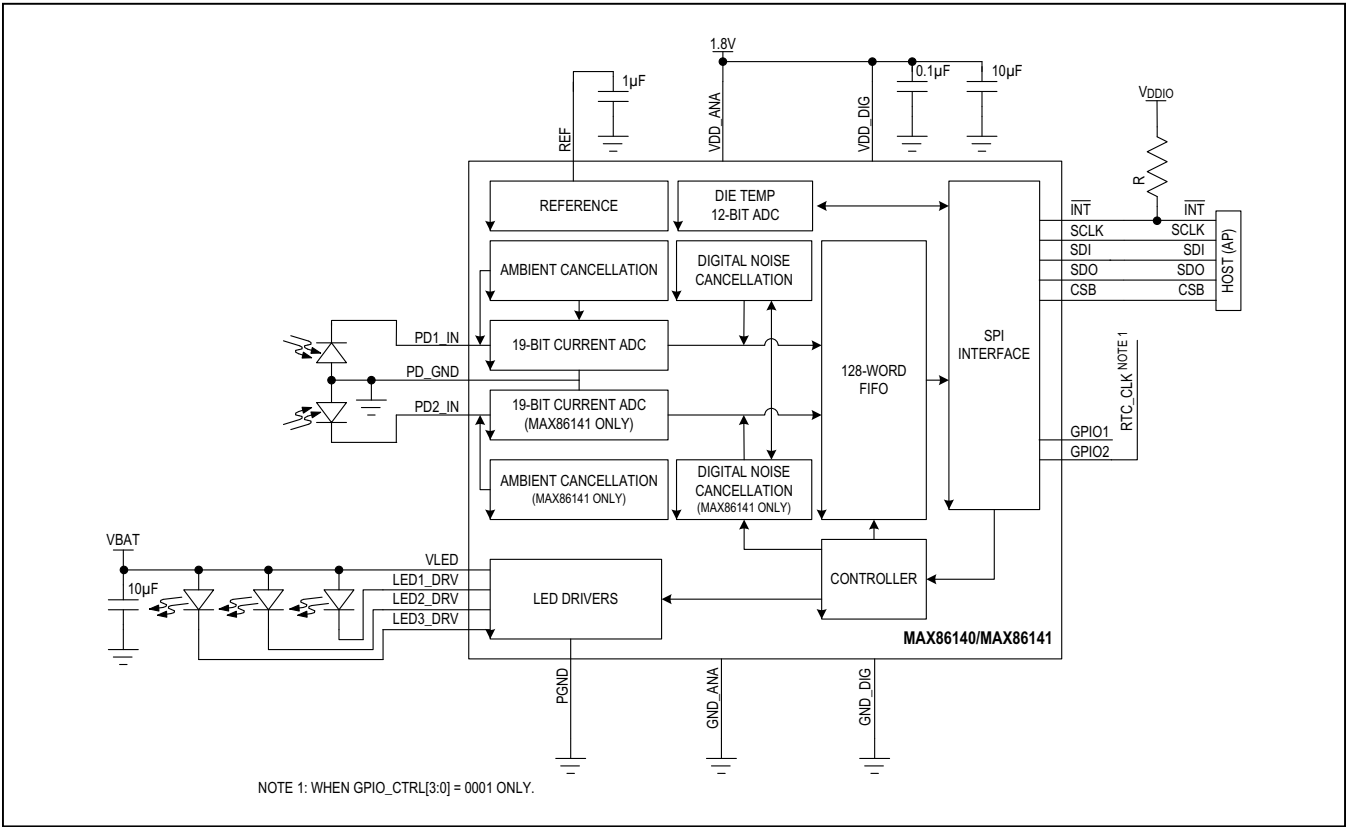 1.8V
1µF
0.1µF
10µF
VDDIO
REF
VDD_ANA
VDD_DIG
R
REFERENCE
DIE TEMP
12-BIT ADC
INT
INT
SCLK
SCLK
SDI
SDI
SDO
SDO
CSB
CSB
HOST (AP)
AMBIENT CANCELLATION
DIGITAL NOISE
CANCELLATION
PD1_IN
19-BIT CURRENT ADC
PD_GND
PD2_IN
19-BIT CURRENT ADC
(MAX86141 ONLY)
128-WORD
FIFO
SPI
INTERFACE
RTC_CLK NOTE 1
GPIO1
GPIO2
AMBIENT CANCELLATION
(MAX86141 ONLY)
DIGITAL NOISE
CANCELLATION
(MAX86141 ONLY)
VBAT
10µF
VLED
LED1_DRV
LED2_DRV
LED3_DRV
LED DRIVERS
CONTROLLER
MAX86140/MAX86141
PGND
GND_ANA
GND_DIG
NOTE 1: WHEN GPIO_CTRL[3:0] = 0001 ONLY.